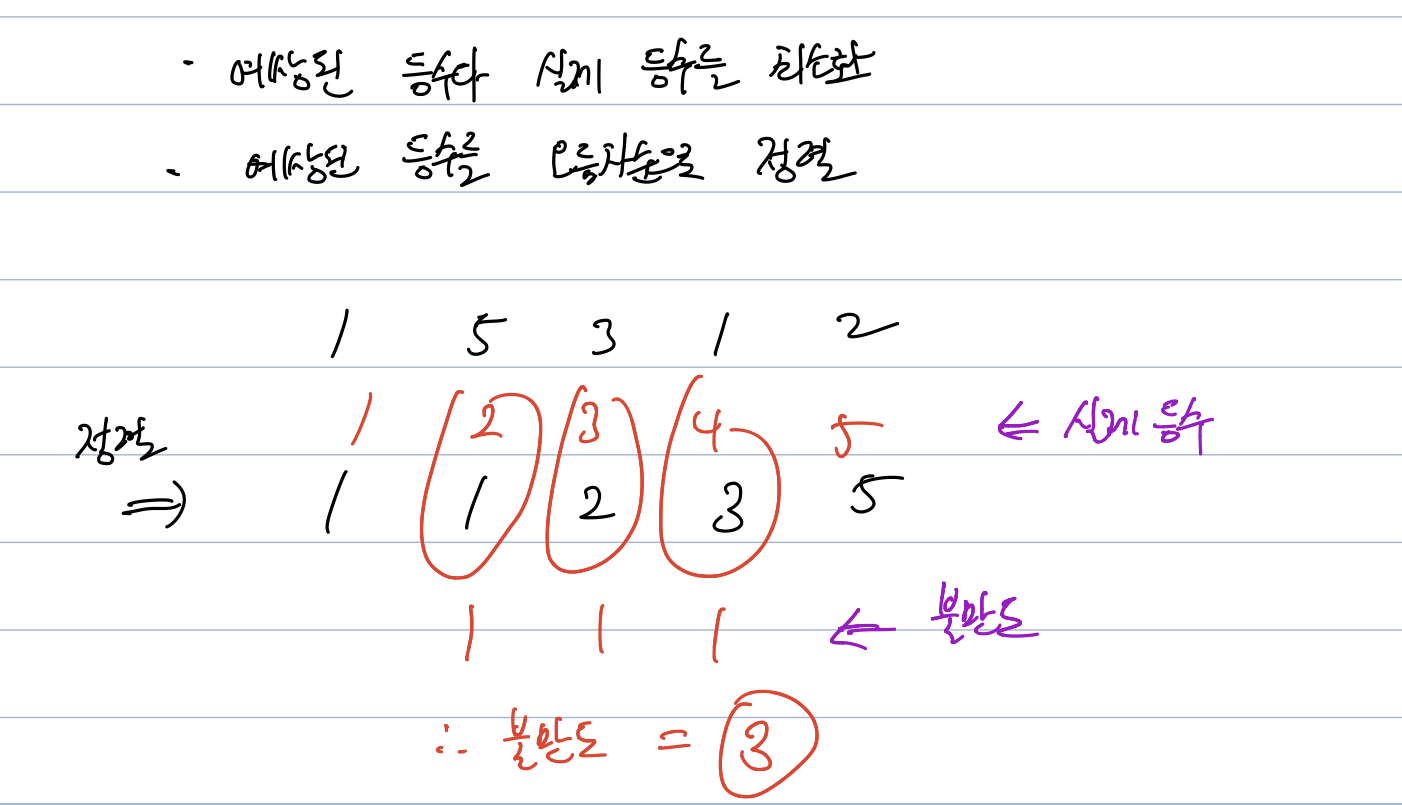 · 예상된 등수다 실제 등수를 최소화
· 예상된 등수를 오름차순으로 정렬
1 5 3 1 2
1 2 3 4 5 ← 실제 등수
정렬
⇒ 1 1 2 3 5
1 1 1 ← 불만도
∴ 불만도 = 3